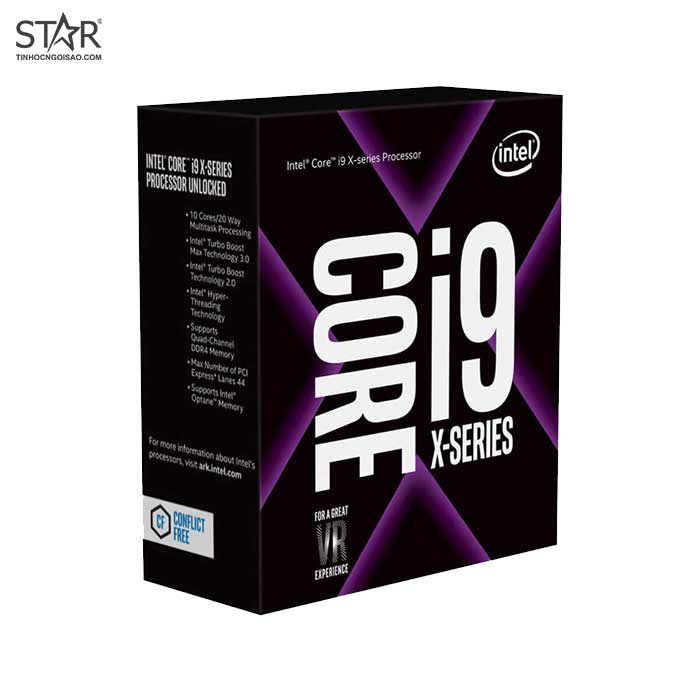 STAR®
TINHOCNGOISAO.COM
INTEL® CORE™ i9 X-SERIES
PROCESSOR UNLOCKED
• 10 Cores/20 Way
Multitask Processing
• Intel® Turbo Boost
Max Technology 3.0
• Intel® Turbo Boost
Technology 2.0
• Intel® Hyper-
Threading
Technology
• Supports
Quad-Channel
DDR4 Memory
• Max Number of PCI
Express® Lanes 44
• Supports Intel®
Optane™ Memory
For more information about Intel's
processors, visit ark.intel.com
CF
CONFLICT
FREE
Intel® Core™ i9 X-series Processor
intel®
CORE
i9
X-SERIES
FOR A GREAT
VR
EXPERIENCE